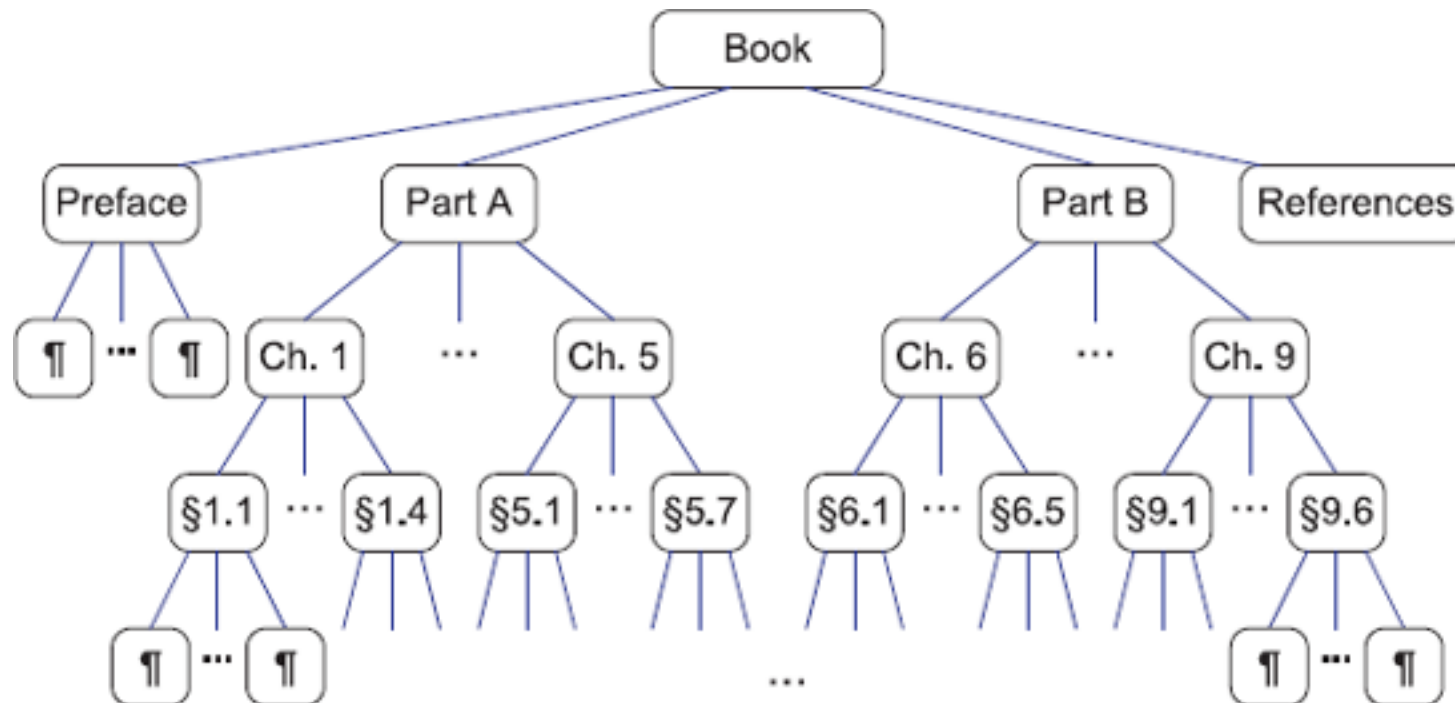 Book
Preface Part A Part B References
¶ ... ¶ Ch. 1 ... Ch. 5 Ch. 6 ... Ch. 9
§1.1 ... §1.4 §5.1 ... §5.7 §6.1 ... §6.5 §9.1 ... §9.6
¶ ... ¶ ... ¶ ... ¶